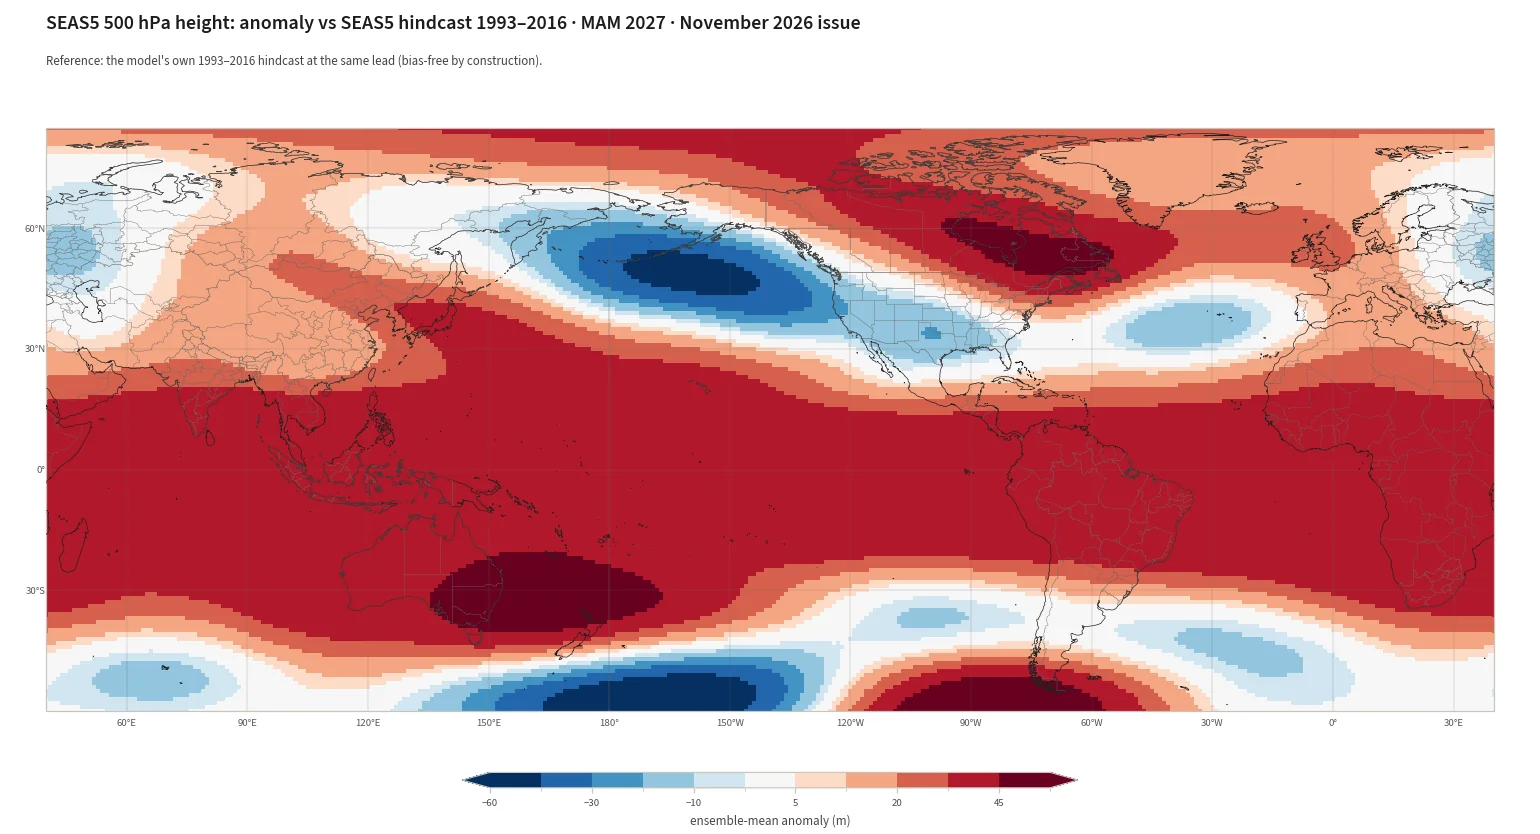 SEAS5 500 hPa height: anomaly vs SEAS5 hindcast 1993–2016 · MAM 2027 · November 2026 issue
Reference: the model's own 1993–2016 hindcast at the same lead (bias-free by construction).
60°N
30°N
0°
30°S
60°E 90°E 120°E 150°E 180° 150°W 120°W 90°W 60°W 30°W 0° 30°E
−60 −30 −10 5 20 45
ensemble-mean anomaly (m)